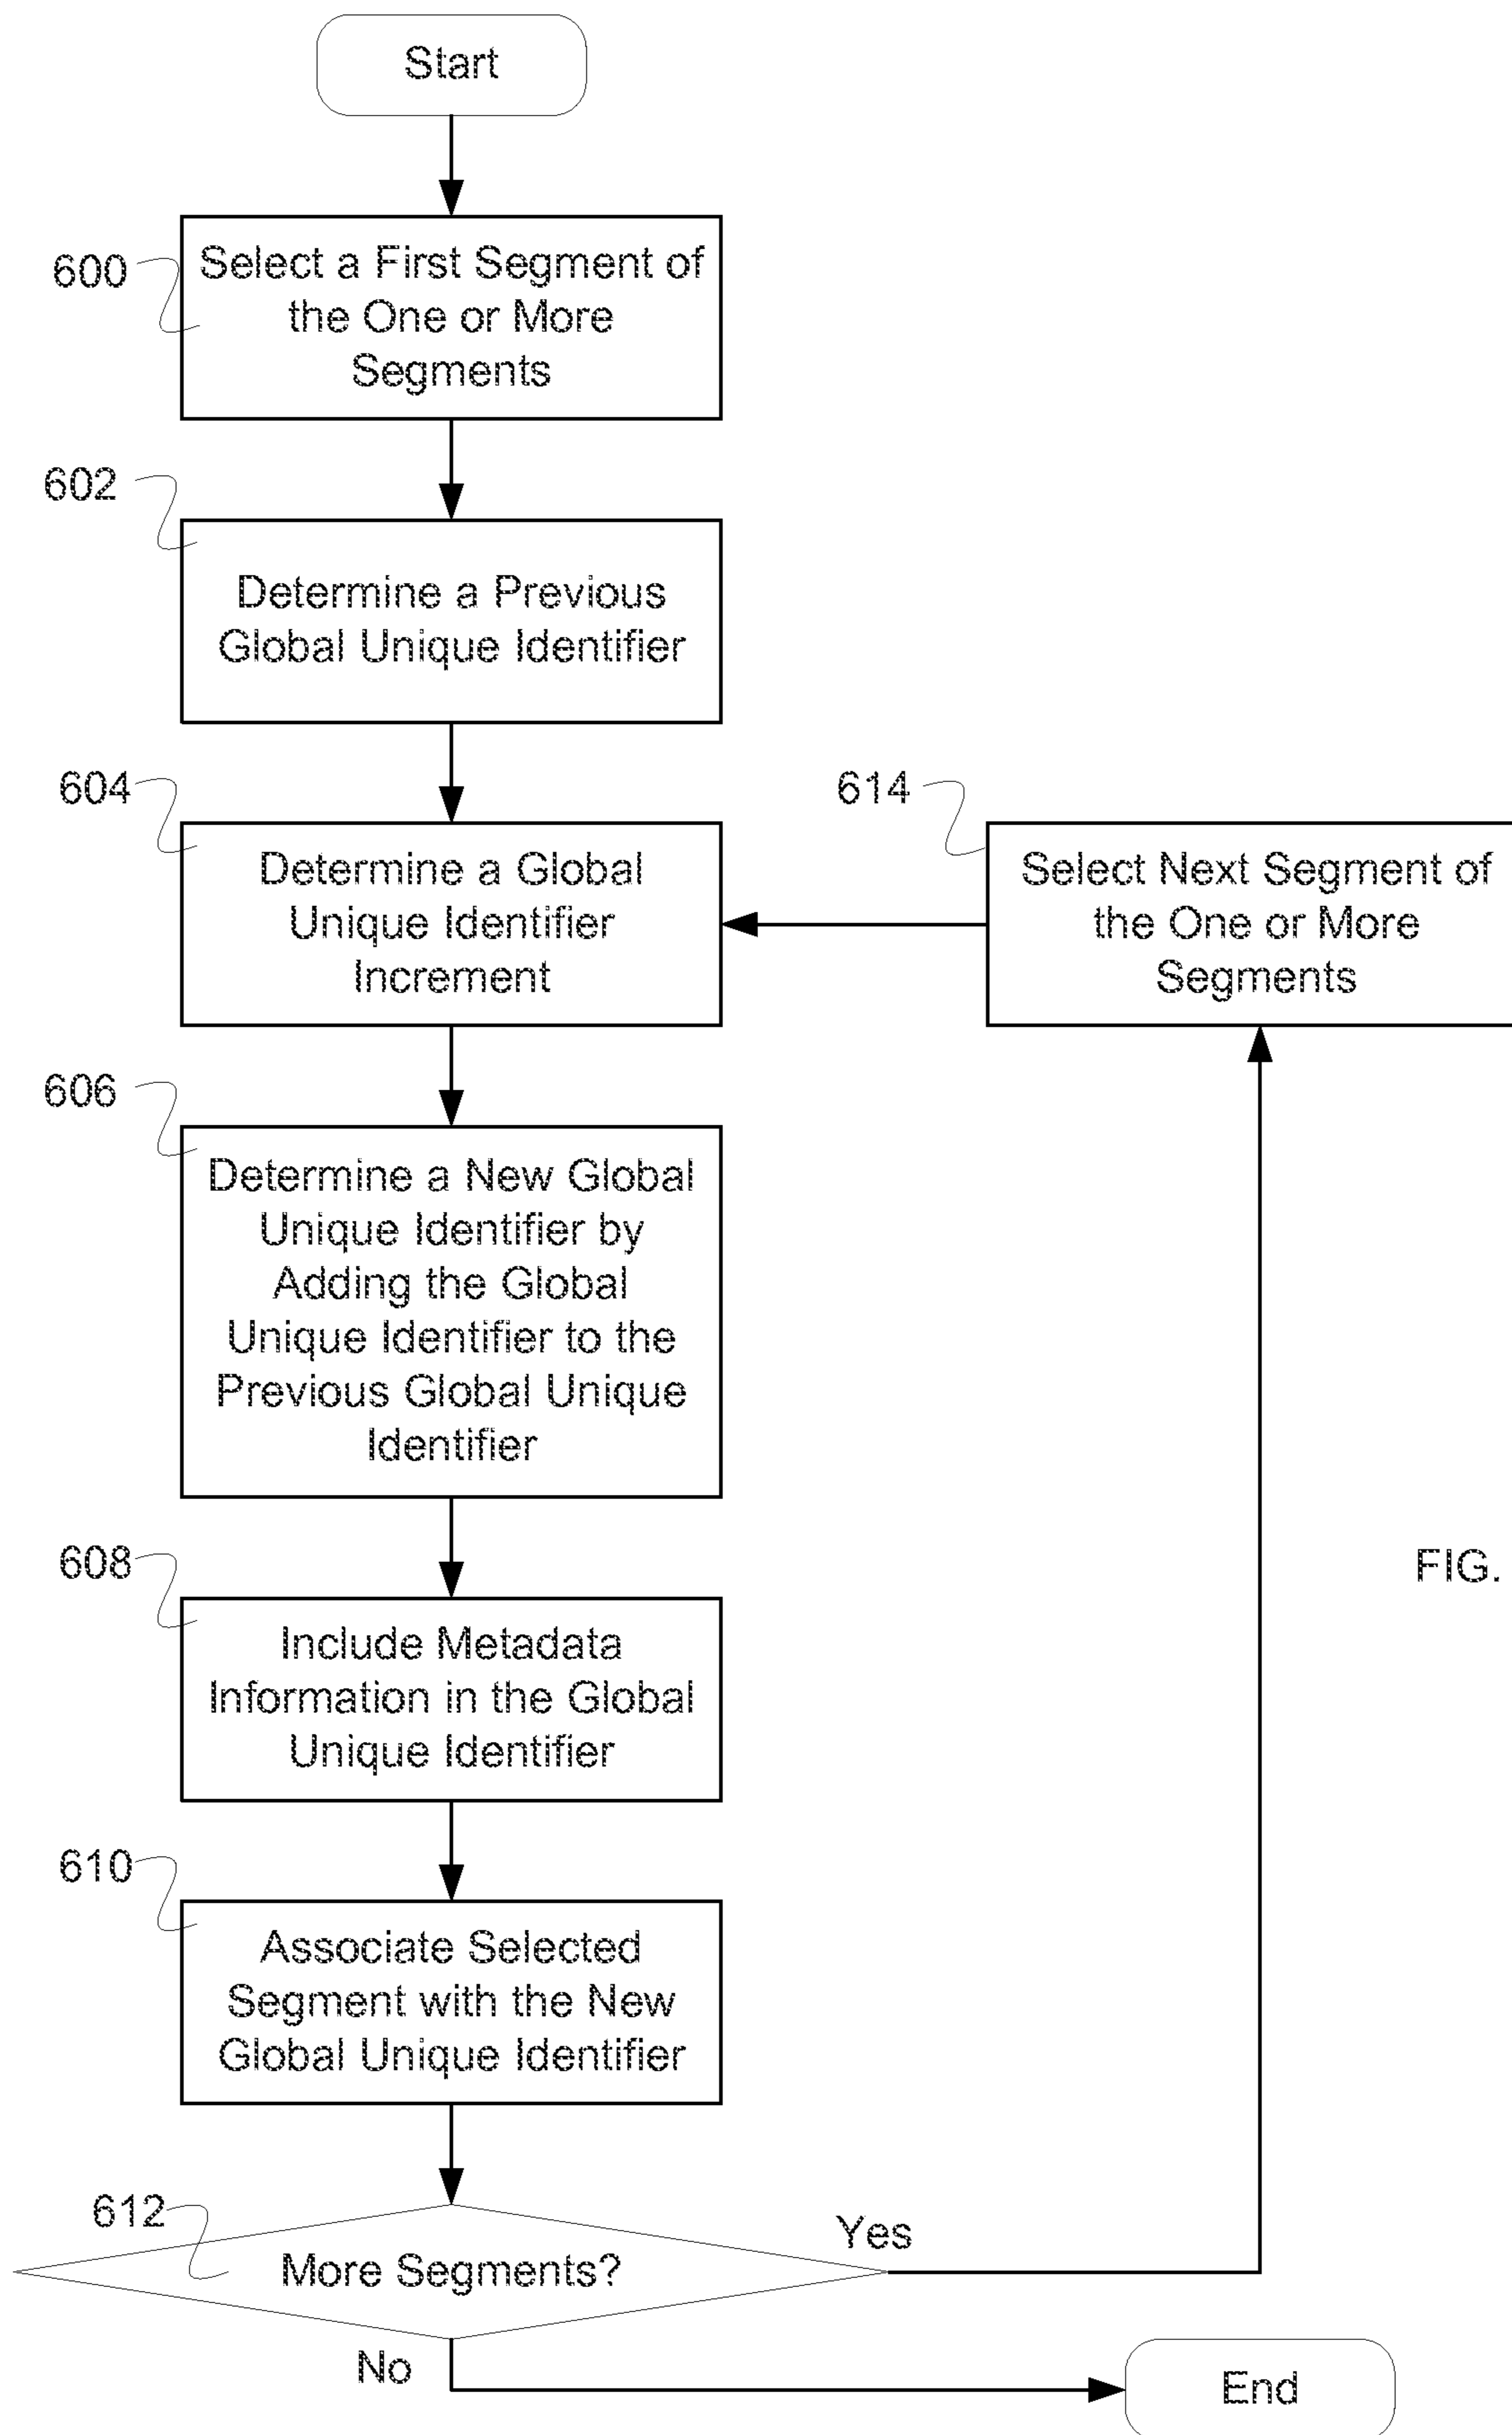 Start
600
Select a First Segment of
the One or More
Segments
602
Determine a Previous
Global Unique Identifier
604
Determine a Global
Unique Identifier
Increment
614
Select Next Segment of
the One or More
Segments
606
Determine a New Global
Unique Identifier by
Adding the Global
Unique Identifier to the
Previous Global Unique
Identifier
FIG.
608
Include Metadata
Information in the Global
Unique Identifier
610
Associate Selected
Segment with the New
Global Unique Identifier
612
More Segments?
Yes
No
End